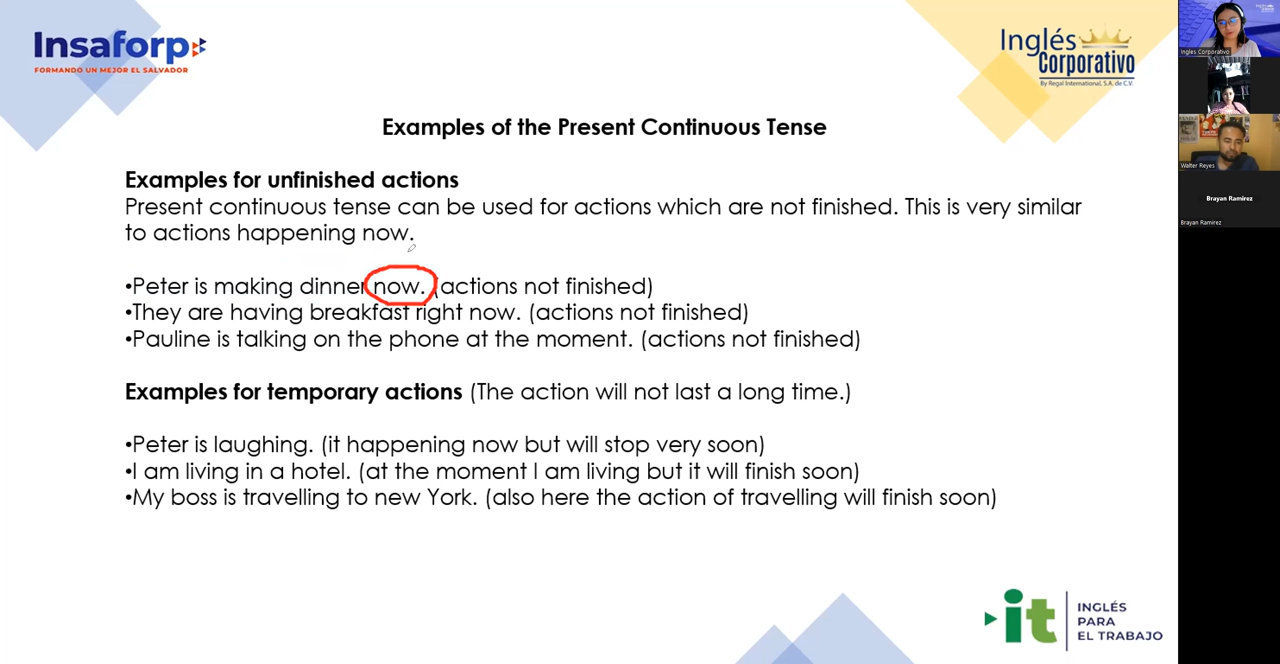 Insaforp
FORMANDO UN MEJOR EL SALVADOR
Inglés
Corporativo
By Regal International, S.A. de C.V.
Examples of the Present Continuous Tense
Examples for unfinished actions
Present continuous tense can be used for actions which are not finished. This is very similar
to actions happening now.
•Peter is making dinner now. (actions not finished)
•They are having breakfast right now. (actions not finished)
•Pauline is talking on the phone at the moment. (actions not finished)
Examples for temporary actions (The action will not last a long time.)
•Peter is laughing. (it happening now but will stop very soon)
•I am living in a hotel. (at the moment I am living but it will finish soon)
•My boss is travelling to new York. (also here the action of travelling will finish soon)
it
INGLÉS
PARA
EL TRABAJO
Ingles Corporativo
Walter Reyes
Brayan Ramirez
Brayan Ramirez